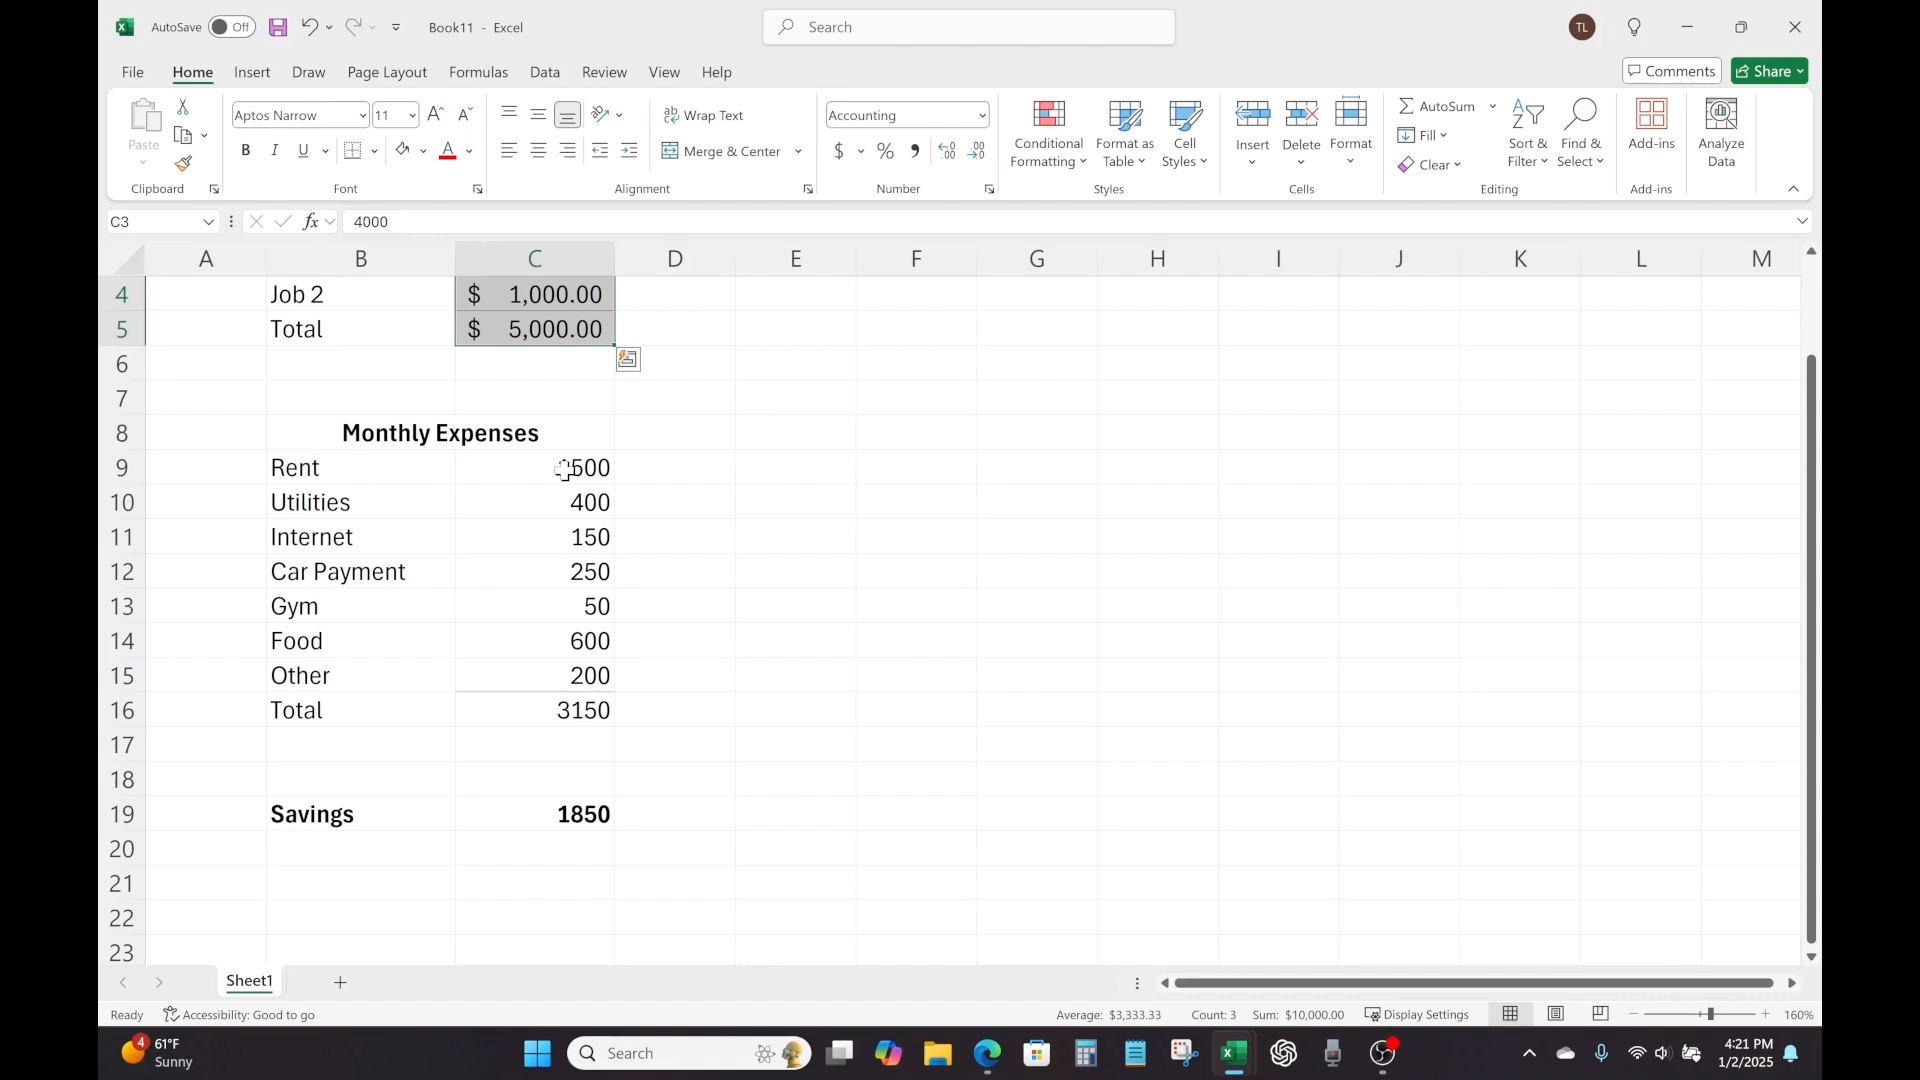 AutoSave Off Book11 - Excel Search TL
File Home Insert Draw Page Layout Formulas Data Review View Help Comments Share
Paste Aptos Narrow 11 A A Wrap Text Accounting Conditional Formatting Format as Table Cell Styles Insert Delete Format AutoSum Sort & Filter Find & Select Add-ins Analyze Data
B I U A Merge & Center $ % , .00 .0 Fill
Clear
Clipboard Font Alignment Number Styles Cells Editing Add-ins
C3 fx 4000
A B C D E F G H I J K L M
4 Job 2 $ 1,000.00
5 Total $ 5,000.00
6
7
8 Monthly Expenses
9 Rent 500
10 Utilities 400
11 Internet 150
12 Car Payment 250
13 Gym 50
14 Food 600
15 Other 200
16 Total 3150
17
18
19 Savings 1850
20
21
22
23
Sheet1
Ready Accessibility: Good to go Average: $3,333.33 Count: 3 Sum: $10,000.00 Display Settings 160%
4 61°F Search 4:21 PM
Sunny 1/2/2025